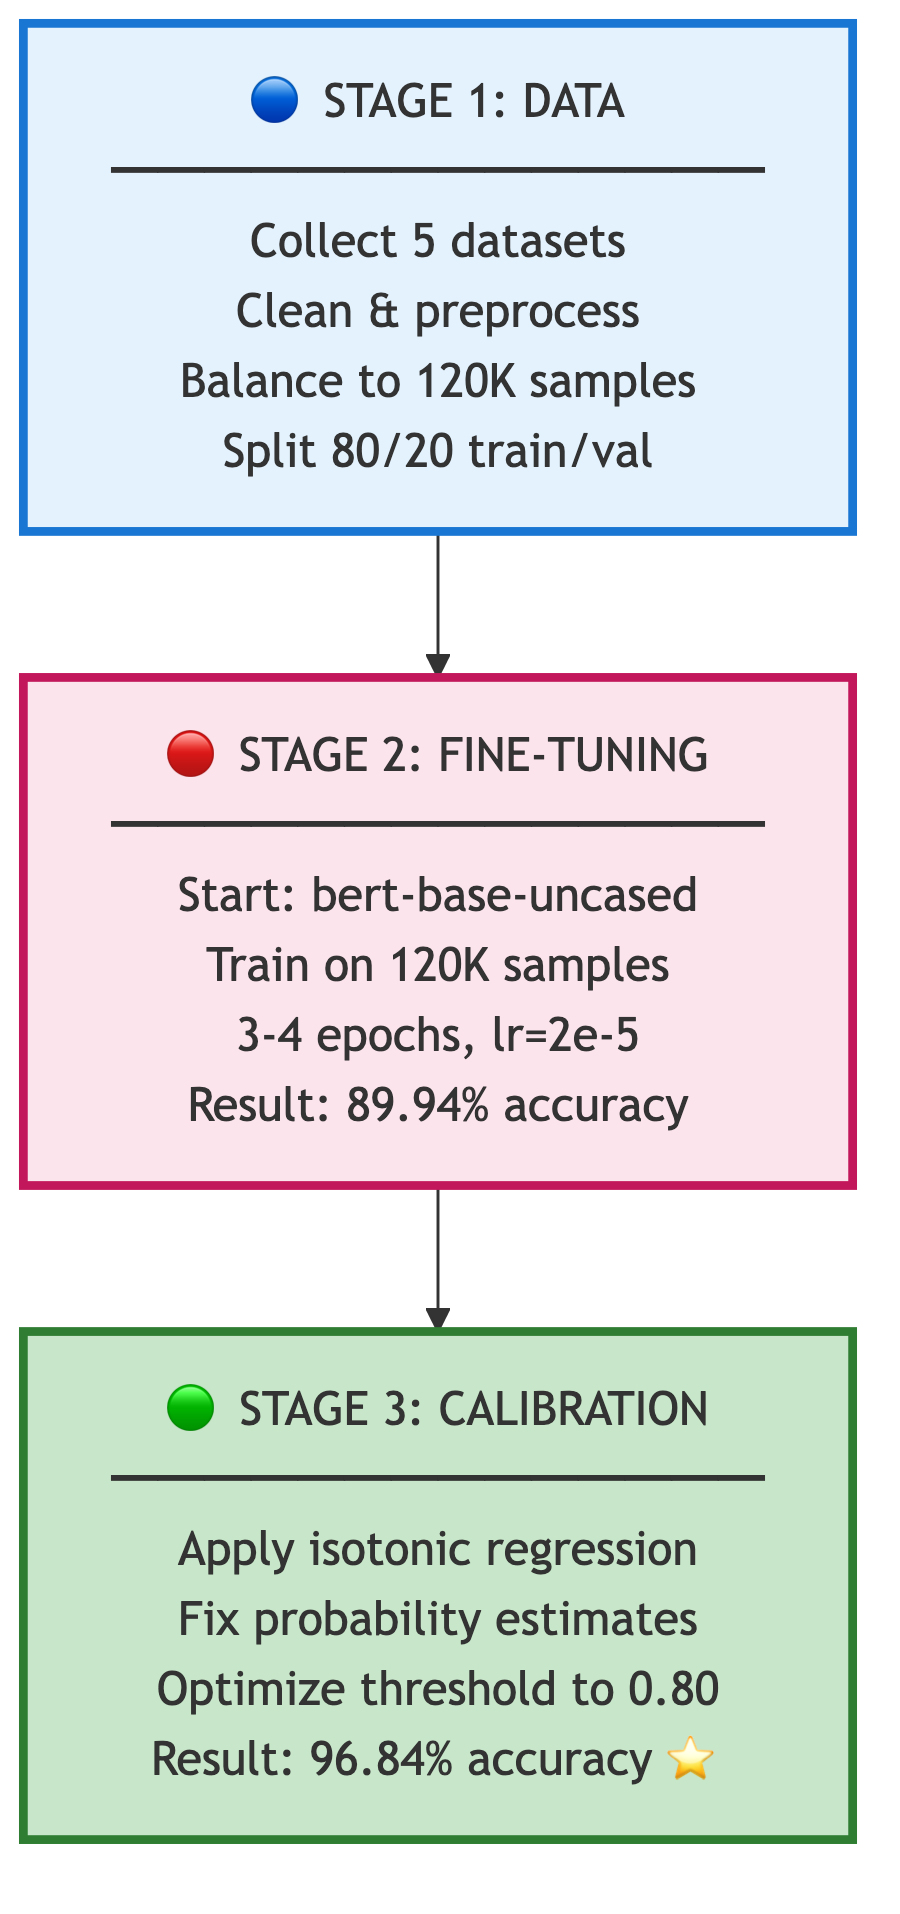 🔵 STAGE 1: DATA
Collect 5 datasets
Clean & preprocess
Balance to 120K samples
Split 80/20 train/val
🔴 STAGE 2: FINE-TUNING
Start: bert-base-uncased
Train on 120K samples
3-4 epochs, lr=2e-5
Result: 89.94% accuracy
🟢 STAGE 3: CALIBRATION
Apply isotonic regression
Fix probability estimates
Optimize threshold to 0.80
Result: 96.84% accuracy ⭐